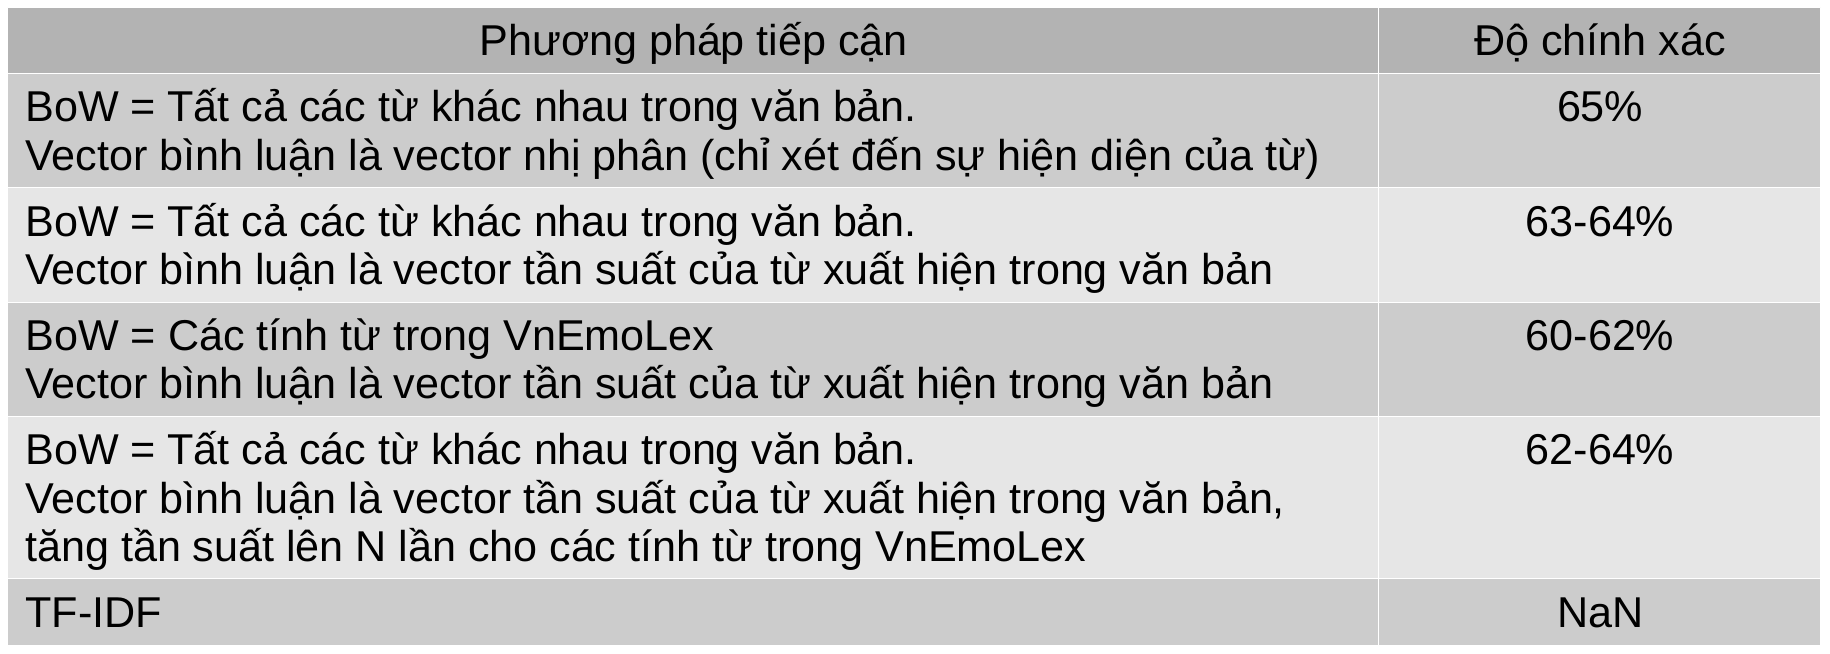 Phương pháp tiếp cận
Độ chính xác
BoW = Tất cả các từ khác nhau trong văn bản.
Vector bình luận là vector nhị phân (chỉ xét đến sự hiện diện của từ)
65%
BoW = Tất cả các từ khác nhau trong văn bản.
Vector bình luận là vector tần suất của từ xuất hiện trong văn bản
63-64%
BoW = Các tính từ trong VnEmoLex
Vector bình luận là vector tần suất của từ xuất hiện trong văn bản
60-62%
BoW = Tất cả các từ khác nhau trong văn bản.
Vector bình luận là vector tần suất của từ xuất hiện trong văn bản,
tăng tần suất lên N lần cho các tính từ trong VnEmoLex
62-64%
TF-IDF
NaN